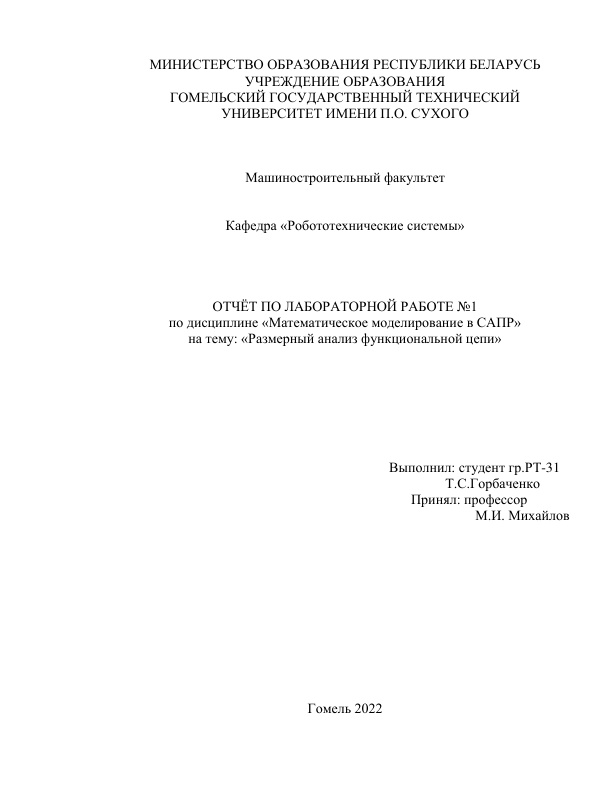 МИНИСТЕРСТВО ОБРАЗОВАНИЯ РЕСПУБЛИКИ БЕЛАРУСЬ
УЧРЕЖДЕНИЕ ОБРАЗОВАНИЯ
ГОМЕЛЬСКИЙ ГОСУДАРСТВЕННЫЙ ТЕХНИЧЕСКИЙ
УНИВЕРСИТЕТ ИМЕНИ П.О. СУХОГО
Машиностроительный факультет
Кафедра «Робототехнические системы»
ОТЧЁТ ПО ЛАБОРАТОРНОЙ РАБОТЕ №1
по дисциплине «Математическое моделирование в САПР»
на тему: «Размерный анализ функциональной цепи»
Выполнил: студент гр.РТ-31
Т.С.Горбаченко
Принял: профессор
М.И. Михайлов
Гомель 2022